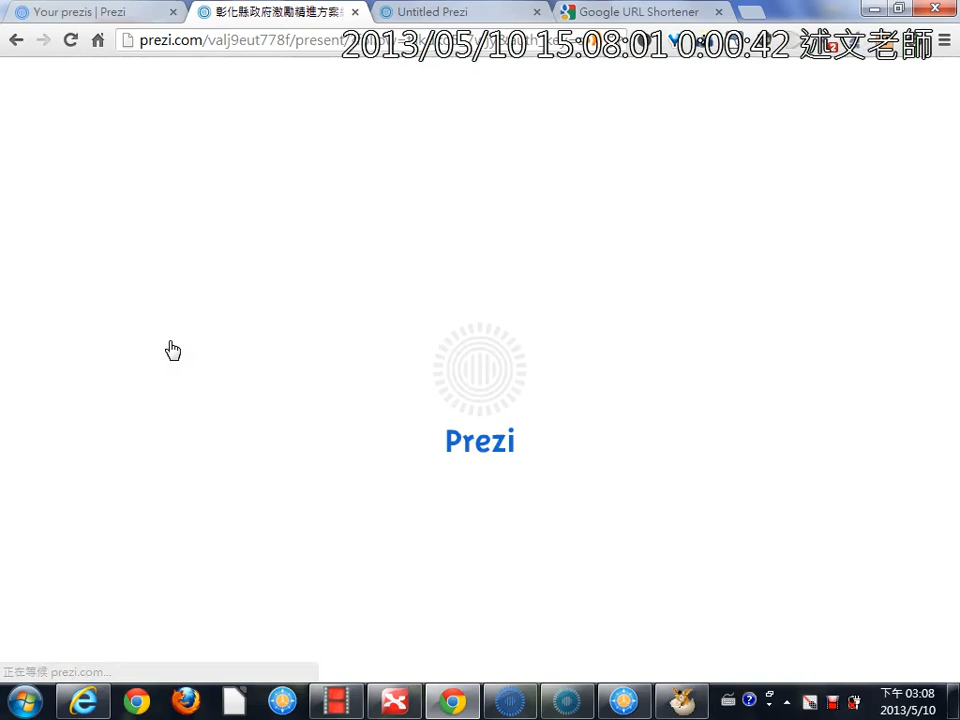 Your prezis | Prezi
彰化縣政府激勵精進方案
Untitled Prezi
Google URL Shortener
prezi.com/valj9eut778f/present/
2013/05/10 15:08:01 0:00:42 述文老師
Prezi
正在等候 prezi.com...
下午 03:08
2013/5/10